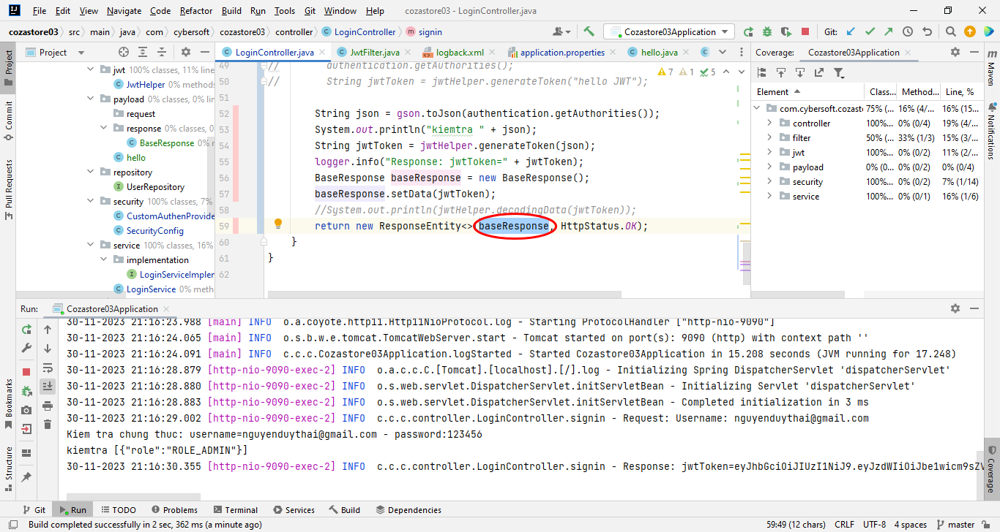 File Edit View Navigate Code Refactor Build Run Tools Git Window Help cozastore03 - LoginController.java
cozastore03 src main java com cybersoft cozastore03 controller LoginController signin Cozastore03Application Git:
Project LoginController.java JwtFilter.java logback.xml application.properties hello.java Coverage: Cozastore03Application
Project
Commit
Pull Requests
Bookmarks
Structure
jwt 100% classes, 11% line
JwtHelper 0% methods
payload 0% classes, 0% lin
request
response 0% classes, 0
BaseResponse 0% r
hello
repository
UserRepository
security 100% classes, 7%
CustomAuthenProvide
SecurityConfig
service 100% classes, 16%
implementation
LoginServiceImplen
LoginService 0% meth
7 1 5
49 // authentication.getAuthorities();
50 // String jwtToken = jwtHelper.generateToken("hello JWT");
51
52 String json = gson.toJson(authentication.getAuthorities());
53 System.out.println("kiemtra " + json);
54 String jwtToken = jwtHelper.generateToken(json);
55 logger.info("Response: jwtToken=" + jwtToken);
56 BaseResponse baseResponse = new BaseResponse();
57 baseResponse.setData(jwtToken);
58 //System.out.println(jwtHelper.decodingData(jwtToken));
59 return new ResponseEntity<>(baseResponse, HttpStatus.OK);
60 }
61 }
62
Element Class... Method... Line, %
com.cybersoft.cozast 75% (... 16% (4/... 16% (15...
controller 100%... 0% (0/4) 19% (4/...
filter 50% (... 33% (1/3) 15% (3/...
jwt 100%... 0% (0/2) 11% (2/...
payload 0% (0... 0% (0/2) 0% (0/4)
security 100%... 0% (0/2) 7% (1/14)
service 100%... 0% (0/1) 16% (1/6)
Maven
Notifications
Coverage
Run: Cozastore03Application
30-11-2023 21:16:23.988 [main] INFO o.a.coyote.http11.Http11NioProtocol.log - Starting ProtocolHandler ["http-nio-9090"]
30-11-2023 21:16:24.065 [main] INFO o.s.b.w.e.tomcat.TomcatWebServer.start - Tomcat started on port(s): 9090 (http) with context path ''
30-11-2023 21:16:24.091 [main] INFO c.c.c.Cozastore03Application.logStarted - Started Cozastore03Application in 15.208 seconds (JVM running for 17.248)
30-11-2023 21:16:28.879 [http-nio-9090-exec-2] INFO o.a.c.c.C.[Tomcat].[localhost].[/].log - Initializing Spring DispatcherServlet 'dispatcherServlet'
30-11-2023 21:16:28.880 [http-nio-9090-exec-2] INFO o.s.web.servlet.DispatcherServlet.initServletBean - Initializing Servlet 'dispatcherServlet'
30-11-2023 21:16:28.883 [http-nio-9090-exec-2] INFO o.s.web.servlet.DispatcherServlet.initServletBean - Completed initialization in 3 ms
30-11-2023 21:16:29.002 [http-nio-9090-exec-2] INFO c.c.c.controller.LoginController.signin - Request: Username: nguyenduythai@gmail.com
Kiem tra chung thuc: username=nguyenduythai@gmail.com - password:123456
kiemtra [{"role":"ROLE_ADMIN"}]
30-11-2023 21:16:30.355 [http-nio-9090-exec-2] INFO c.c.c.controller.LoginController.signin - Response: jwtToken=eyJhbGciOiJIUzI1NiJ9.eyJzdWIiOiJbe1wicm9sZV
Git Run TODO Problems Terminal Services Build Dependencies
Build completed successfully in 2 sec, 362 ms (a minute ago) 59:49 (12 chars) CRLF UTF-8 4 spaces master